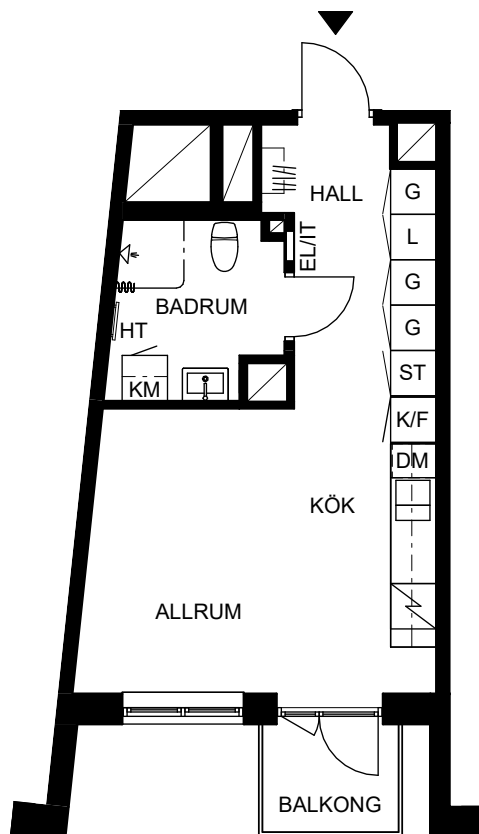 HALL
EL/IT
G
L
G
G
ST
K/F
DM
BADRUM
HT
KM
KÖK
ALLRUM
BALKONG